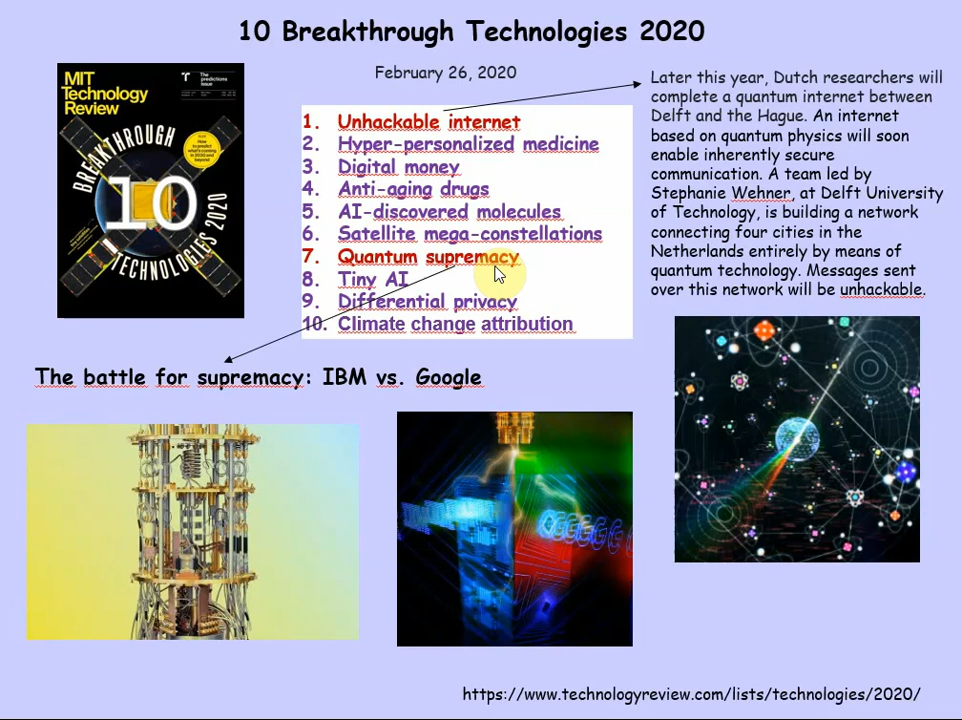 10 Breakthrough Technologies 2020
February 26, 2020
MIT
Technology
Review
The
predictions
issue
BREAKTHROUGH
10
TECHNOLOGIES 2020
1. Unhackable internet
2. Hyper-personalized medicine
3. Digital money
4. Anti-aging drugs
5. AI-discovered molecules
6. Satellite mega-constellations
7. Quantum supremacy
8. Tiny AI
9. Differential privacy
10. Climate change attribution
Later this year, Dutch researchers will
complete a quantum internet between
Delft and the Hague. An internet
based on quantum physics will soon
enable inherently secure
communication. A team led by
Stephanie Wehner, at Delft University
of Technology, is building a network
connecting four cities in the
Netherlands entirely by means of
quantum technology. Messages sent
over this network will be unhackable.
The battle for supremacy: IBM vs. Google
https://www.technologyreview.com/lists/technologies/2020/